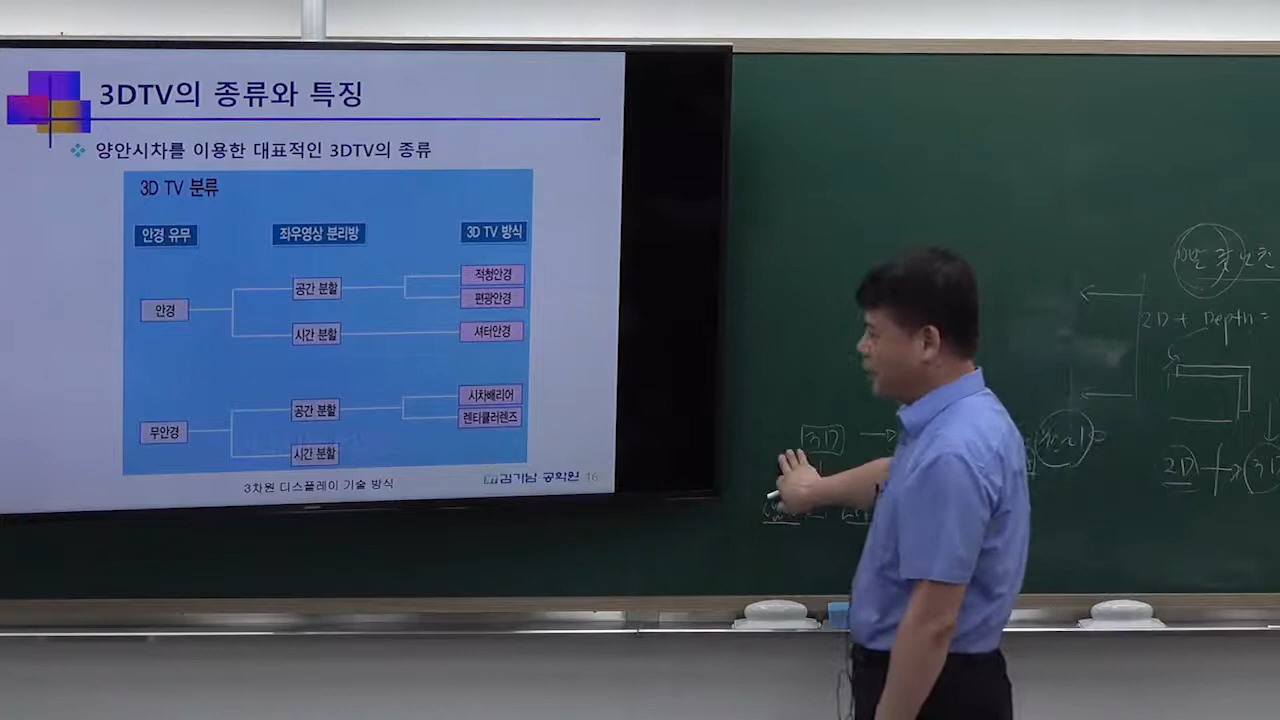 3DTV의 종류와 특징
양안시차를 이용한 대표적인 3DTV의 종류
3D TV 분류
안경 유무 좌우영상 분리방 3D TV 방식
안경 공간 분할 적청안경
편광안경
시간 분할 셔터안경
무안경 공간 분할 시차배리어
렌티큘러렌즈
시간 분할
3차원 디스플레이 기술 방식
김기남 공학원 16
2D + Depth =
3D
2D 3D